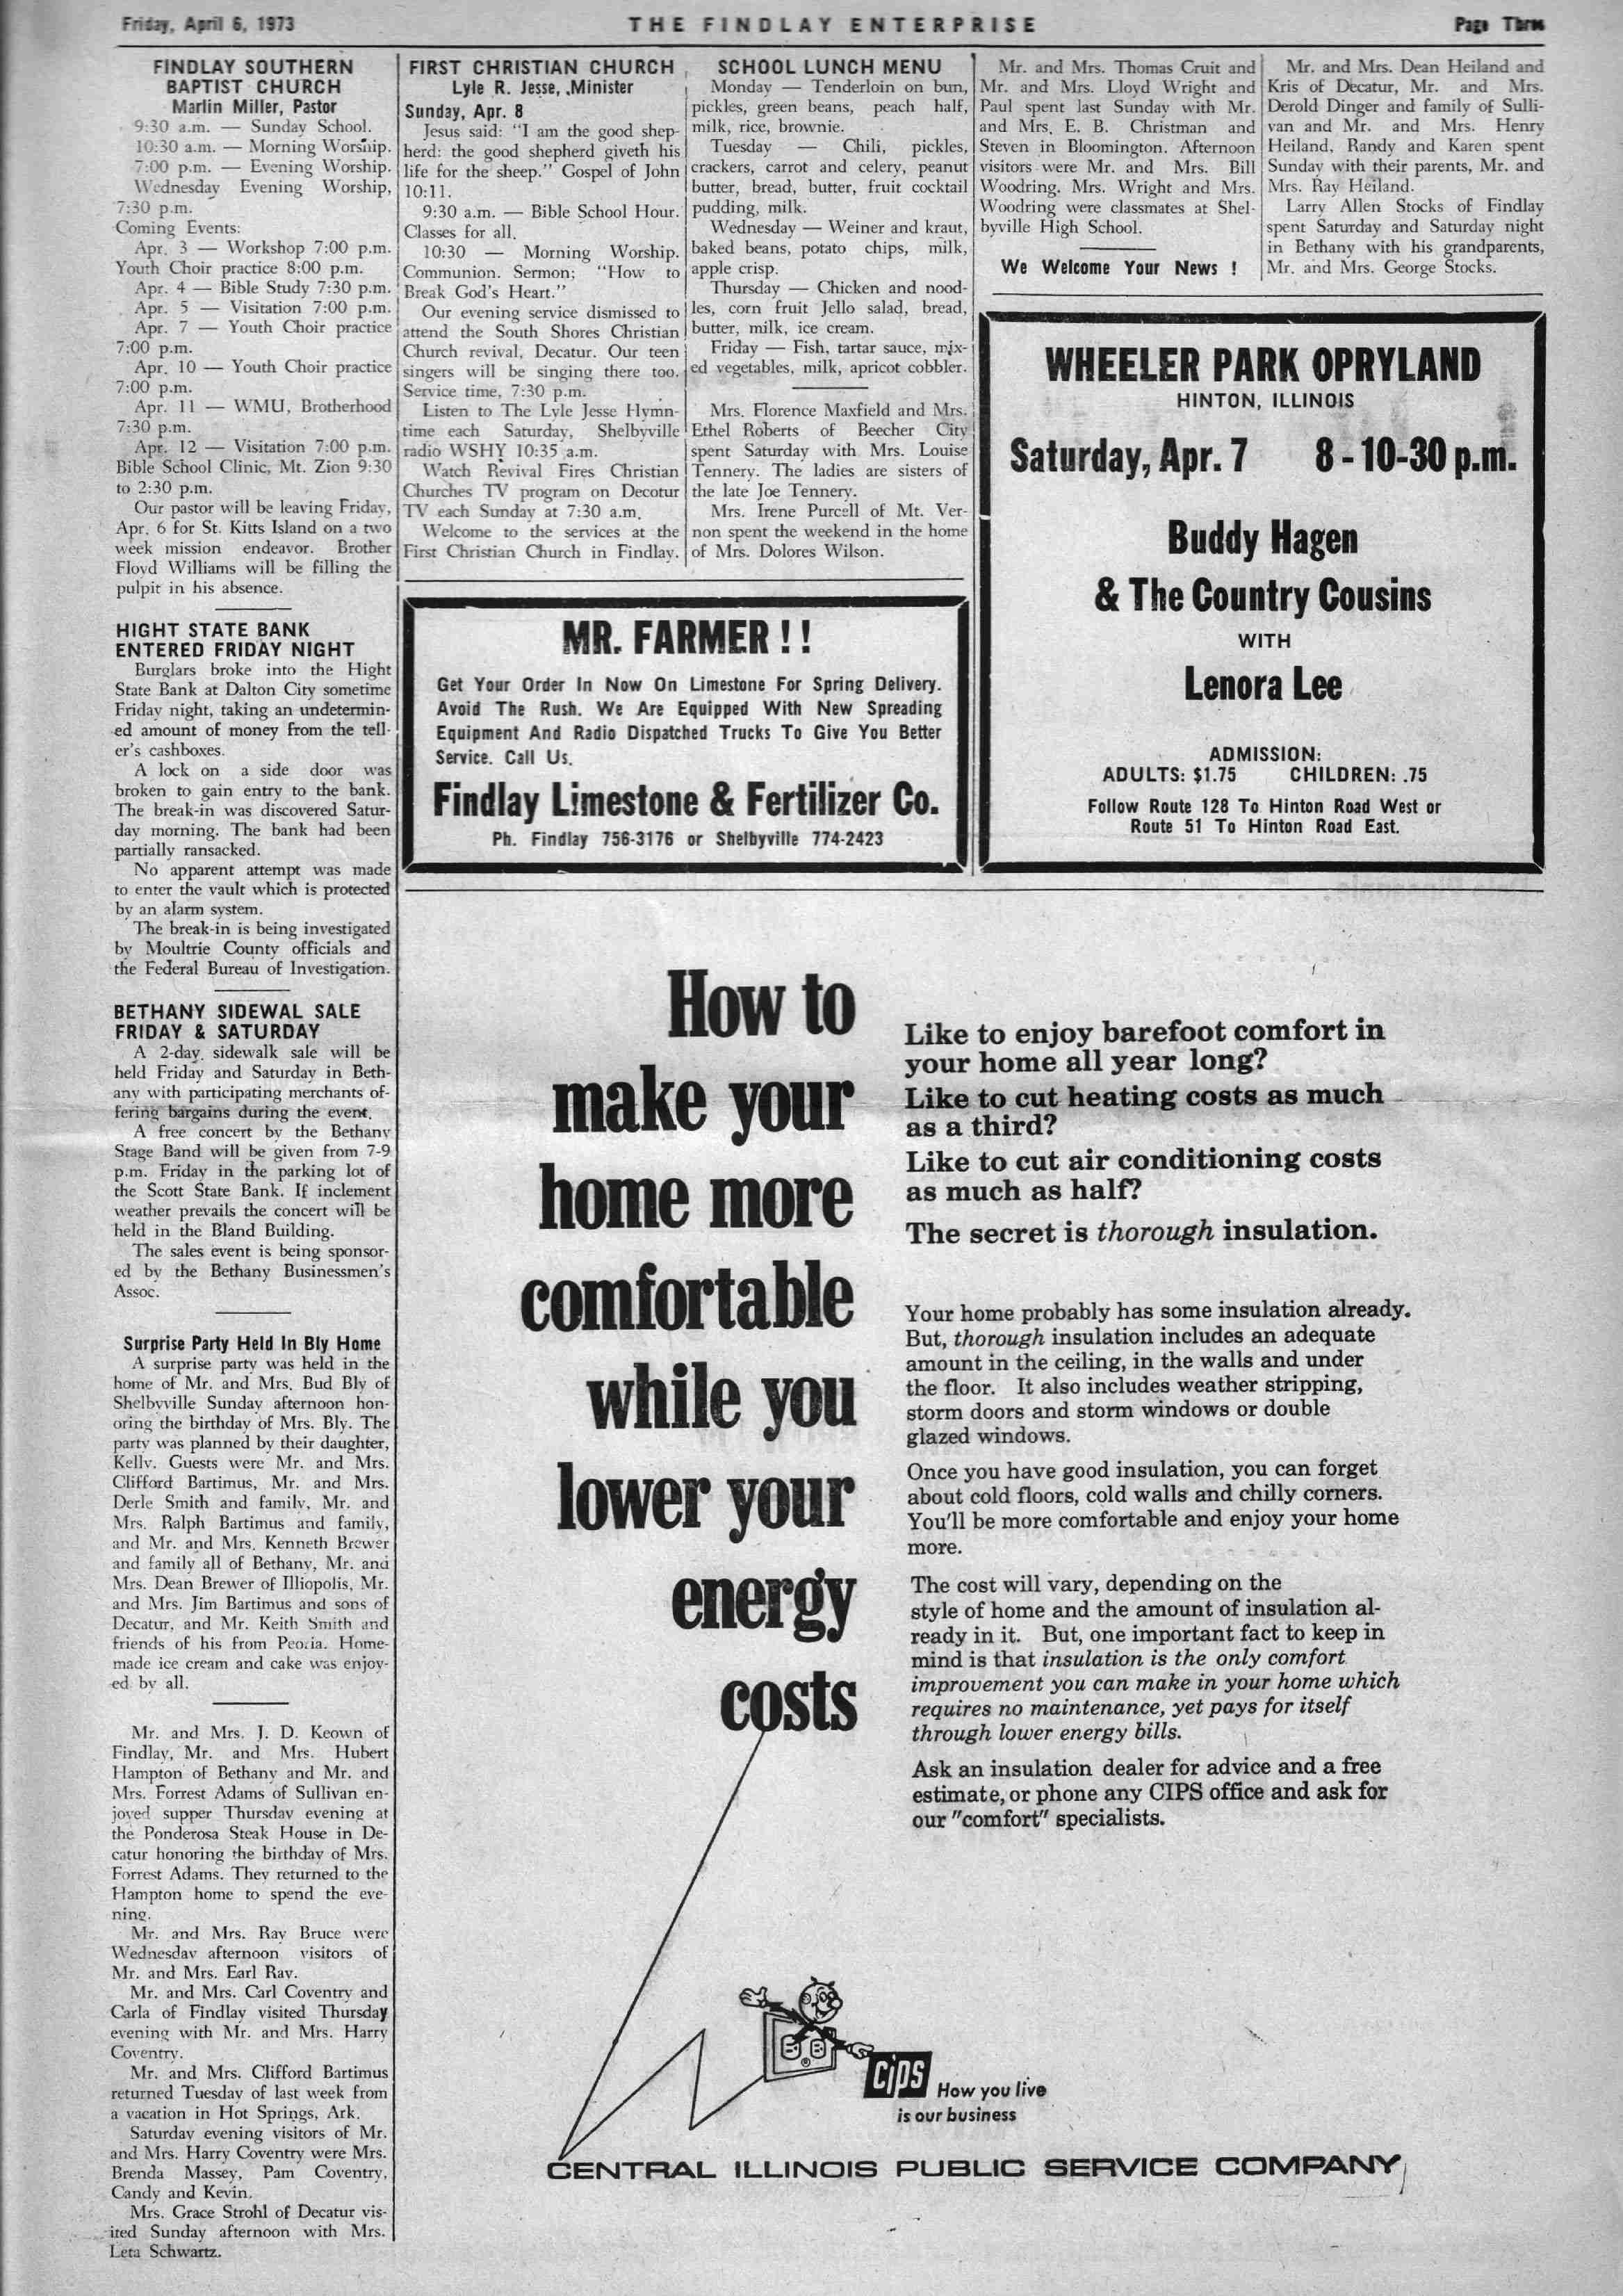 Friday, April 6, 1973
THE FINDLAY ENTERPRISE
Page Three
FINDLAY SOUTHERN
BAPTIST CHURCH
Marlin Miller, Pastor
9:30 a.m. — Sunday School.
10:30 a.m. — Morning Worship.
7:00 p.m. — Evening Worship.
Wednesday Evening Worship,
7:30 p.m.
Coming Events:
Apr. 3 — Workshop 7:00 p.m.
Youth Choir practice 8:00 p.m.
Apr. 4 — Bible Study 7:30 p.m.
Apr. 5 — Visitation 7:00 p.m.
Apr. 7 — Youth Choir practice
7:00 p.m.
Apr. 10 — Youth Choir practice
7:00 p.m.
Apr. 11 — WMU, Brotherhood
7:30 p.m.
Apr. 12 — Visitation 7:00 p.m.
Bible School Clinic, Mt. Zion 9:30
to 2:30 p.m.
Our pastor will be leaving Friday,
Apr. 6 for St. Kitts Island on a two
week mission endeavor. Brother
Floyd Williams will be filling the
pulpit in his absence.
HIGHT STATE BANK
ENTERED FRIDAY NIGHT
Burglars broke into the Hight
State Bank at Dalton City sometime
Friday night, taking an undetermin-
ed amount of money from the tell-
er's cashboxes.
A lock on a side door was
broken to gain entry to the bank.
The break-in was discovered Satur-
day morning. The bank had been
partially ransacked.
No apparent attempt was made
to enter the vault which is protected
by an alarm system.
The break-in is being investigated
by Moultrie County officials and
the Federal Bureau of Investigation.
BETHANY SIDEWAL SALE
FRIDAY & SATURDAY
A 2-day sidewalk sale will be
held Friday and Saturday in Beth-
any with participating merchants of-
fering bargains during the event.
A free concert by the Bethany
Stage Band will be given from 7-9
p.m. Friday in the parking lot of
the Scott State Bank. If inclement
weather prevails the concert will be
held in the Bland Building.
The sales event is being sponsor-
ed by the Bethany Businessmen's
Assoc.
Surprise Party Held In Bly Home
A surprise party was held in the
home of Mr. and Mrs. Bud Bly of
Shelbyville Sunday afternoon hon-
oring the birthday of Mrs. Bly. The
party was planned by their daughter,
Kelly. Guests were Mr. and Mrs.
Clifford Bartimus, Mr. and Mrs.
Derle Smith and family, Mr. and
Mrs. Ralph Bartimus and family,
and Mr. and Mrs. Kenneth Brewer
and family all of Bethany, Mr. and
Mrs. Dean Brewer of Illiopolis, Mr.
and Mrs. Jim Bartimus and sons of
Decatur, and Mr. Keith Smith and
friends of his from Peoria. Home-
made ice cream and cake was enjoy-
ed by all.
Mr. and Mrs. J. D. Keown of
Findlay, Mr. and Mrs. Hubert
Hampton of Bethany and Mr. and
Mrs. Forrest Adams of Sullivan en-
joyed supper Thursday evening at
the Ponderosa Steak House in De-
catur honoring the birthday of Mrs.
Forrest Adams. They returned to the
Hampton home to spend the eve-
ning.
Mr. and Mrs. Ray Bruce were
Wednesday afternoon visitors of
Mr. and Mrs. Earl Ray.
Mr. and Mrs. Carl Coventry and
Carla of Findlay visited Thursday
evening with Mr. and Mrs. Harry
Coventry.
Mr. and Mrs. Clifford Bartimus
returned Tuesday of last week from
a vacation in Hot Springs, Ark.
Saturday evening visitors of Mr.
and Mrs. Harry Coventry were Mrs.
Brenda Massey, Pam Coventry,
Candy and Kevin.
Mrs. Grace Strohl of Decatur vis-
ited Sunday afternoon with Mrs.
Leta Schwartz.
FIRST CHRISTIAN CHURCH
Lyle R. Jesse, Minister
Sunday, Apr. 8
Jesus said: "I am the good shep-
herd: the good shepherd giveth his
life for the sheep." Gospel of John
10:11.
9:30 a.m. — Bible School Hour.
Classes for all.
10:30 — Morning Worship.
Communion. Sermon: "How to
Break God's Heart."
Our evening service dismissed to
attend the South Shores Christian
Church revival, Decatur. Our teen
singers will be singing there too.
Service time, 7:30 p.m.
Listen to The Lyle Jesse Hymn-
time each Saturday, Shelbyville
radio WSHY 10:35 a.m.
Watch Revival Fires Christian
Churches TV program on Decotur
TV each Sunday at 7:30 a.m.
Welcome to the services at the
First Christian Church in Findlay.
SCHOOL LUNCH MENU
Monday — Tenderloin on bun,
pickles, green beans, peach half,
milk, rice, brownie.
Tuesday — Chili, pickles,
crackers, carrot and celery, peanut
butter, bread, butter, fruit cocktail
pudding, milk.
Wednesday — Weiner and kraut,
baked beans, potato chips, milk,
apple crisp.
Thursday — Chicken and nood-
les, corn fruit Jello salad, bread,
butter, milk, ice cream.
Friday — Fish, tartar sauce, mix-
ed vegetables, milk, apricot cobbler.
Mrs. Florence Maxfield and Mrs.
Ethel Roberts of Beecher City
spent Saturday with Mrs. Louise
Tennery. The ladies are sisters of
the late Joe Tennery.
Mrs. Irene Purcell of Mt. Ver-
non spent the weekend in the home
of Mrs. Dolores Wilson.
Mr. and Mrs. Thomas Cruit and
Mr. and Mrs. Lloyd Wright and
Paul spent last Sunday with Mr.
and Mrs. E. B. Christman and
Steven in Bloomington. Afternoon
visitors were Mr. and Mrs. Bill
Woodring. Mrs. Wright and Mrs.
Woodring were classmates at Shel-
byville High School.
We Welcome Your News !
Mr. and Mrs. Dean Heiland and
Kris of Decatur, Mr. and Mrs.
Derold Dinger and family of Sulli-
van and Mr. and Mrs. Henry
Heiland, Randy and Karen spent
Sunday with their parents, Mr. and
Mrs. Ray Heiland.
Larry Allen Stocks of Findlay
spent Saturday and Saturday night
in Bethany with his grandparents,
Mr. and Mrs. George Stocks.
MR. FARMER ! !
Get Your Order In Now On Limestone For Spring Delivery.
Avoid The Rush. We Are Equipped With New Spreading
Equipment And Radio Dispatched Trucks To Give You Better
Service. Call Us.
Findlay Limestone & Fertilizer Co.
Ph. Findlay 756-3176 or Shelbyville 774-2423
WHEELER PARK OPRYLAND
HINTON, ILLINOIS
Saturday, Apr. 7 8 - 10-30 p.m.
Buddy Hagen
& The Country Cousins
WITH
Lenora Lee
ADMISSION:
ADULTS: $1.75 CHILDREN: .75
Follow Route 128 To Hinton Road West or
Route 51 To Hinton Road East.
How to
make your
home more
comfortable
while you
lower your
energy
costs
Like to enjoy barefoot comfort in
your home all year long?
Like to cut heating costs as much
as a third?
Like to cut air conditioning costs
as much as half?
The secret is thorough insulation.
Your home probably has some insulation already.
But, thorough insulation includes an adequate
amount in the ceiling, in the walls and under
the floor. It also includes weather stripping,
storm doors and storm windows or double
glazed windows.
Once you have good insulation, you can forget
about cold floors, cold walls and chilly corners.
You'll be more comfortable and enjoy your home
more.
The cost will vary, depending on the
style of home and the amount of insulation al-
ready in it. But, one important fact to keep in
mind is that insulation is the only comfort
improvement you can make in your home which
requires no maintenance, yet pays for itself
through lower energy bills.
Ask an insulation dealer for advice and a free
estimate, or phone any CIPS office and ask for
our "comfort" specialists.
CIPS
How you live
is our business
CENTRAL ILLINOIS PUBLIC SERVICE COMPANY